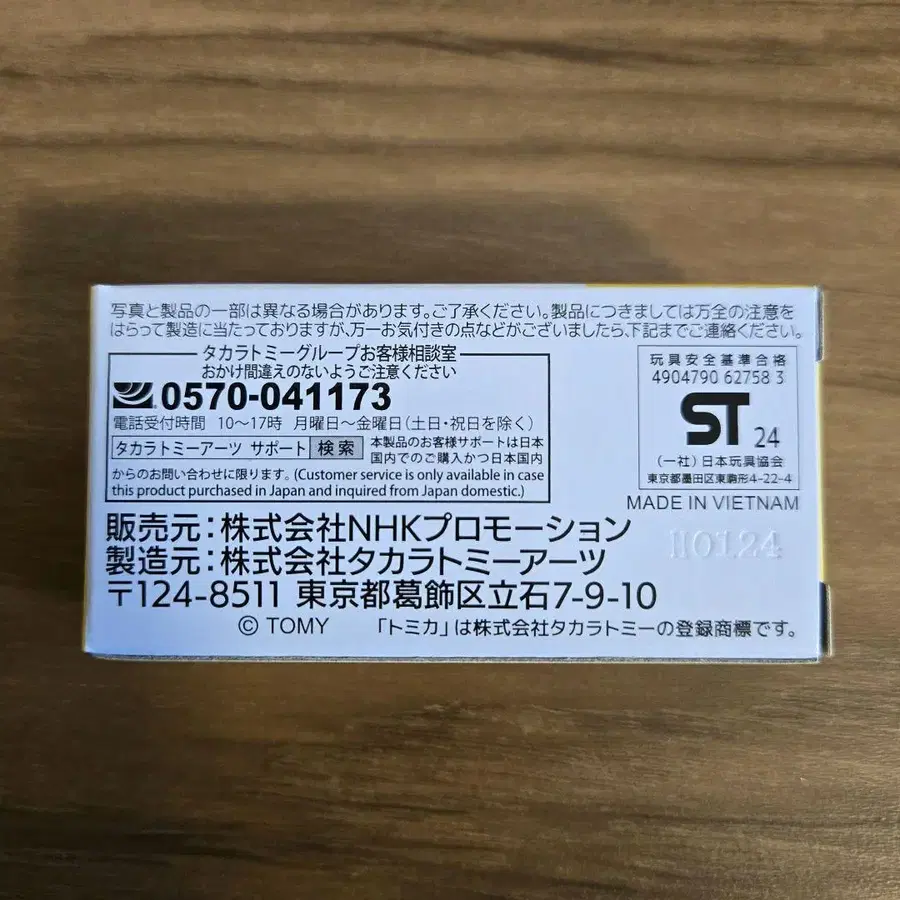 写真と製品の一部は異なる場合があります。ご了承ください。製品につきましては万全の注意を
はらって製造に当たっておりますが、万一お気付きの点などがございましたら、下記までご連絡ください。
タカラトミーグループお客様相談室
おかけ間違えのないようご注意ください
0570-041173
電話受付時間 10～17時 月曜日～金曜日(土日・祝日を除く)
タカラトミーアーツ サポート 検索
本製品のお客様サポートは日本
国内でのご購入かつ日本国内
からのお問い合わせに限ります。(Customer service is only available in case
this product purchased in Japan and inquired from Japan domestic.)
玩具安全基準合格
4904790 62758 3
ST 24
(一社)日本玩具協会
東京都墨田区東駒形4-22-4
MADE IN VIETNAM
110124
販売元:株式会社NHKプロモーション
製造元:株式会社タカラトミーアーツ
〒124-8511 東京都葛飾区立石7-9-10
© TOMY 「トミカ」は株式会社タカラトミーの登録商標です。